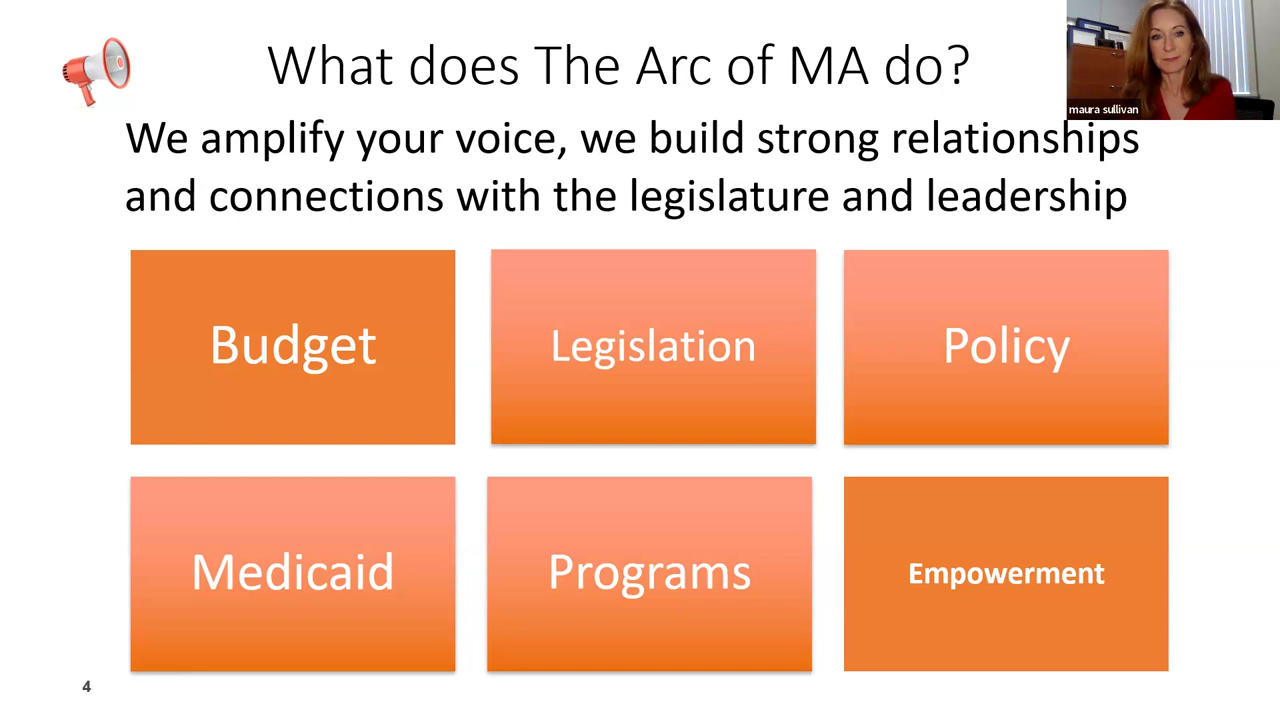 What does The Arc of MA do?
maura sullivan
We amplify your voice, we build strong relationships
and connections with the legislature and leadership
Budget
Legislation
Policy
Medicaid
Programs
Empowerment
4